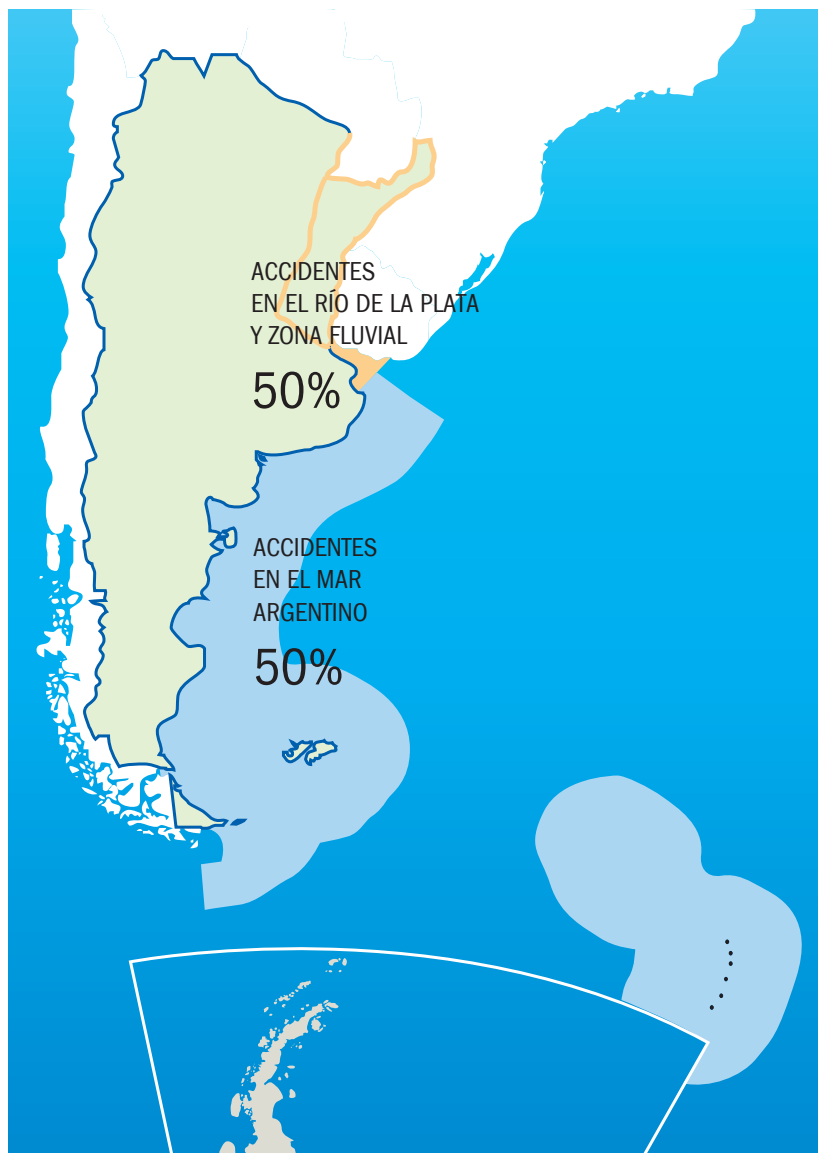 ACCIDENTES
EN EL RÍO DE LA PLATA
Y ZONA FLUVIAL
50%
ACCIDENTES
EN EL MAR
ARGENTINO
50%